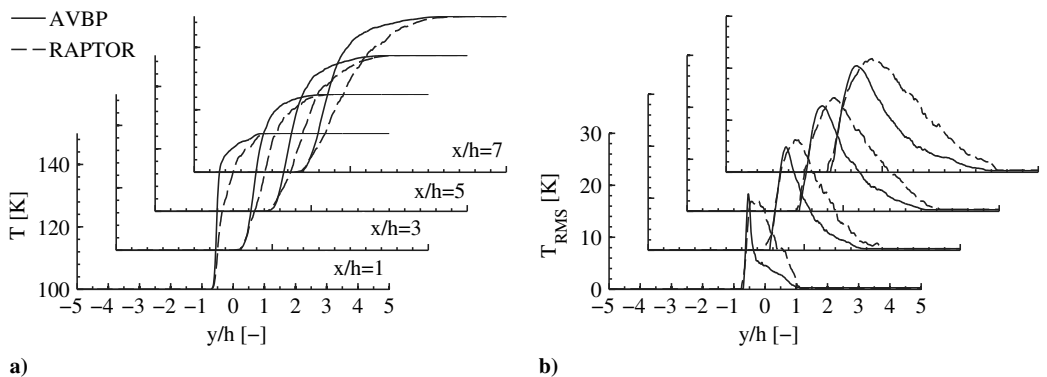 AVBP
RAPTOR
140
120
100
T [K]
x/h=7
x/h=5
x/h=3
x/h=1
−5 −4 −3 −2 −1 0 1 2 3 4 5
y/h [−]
a)
30
20
10
0
T_RMS [K]
−5 −4 −3 −2 −1 0 1 2 3 4 5
y/h [−]
b)